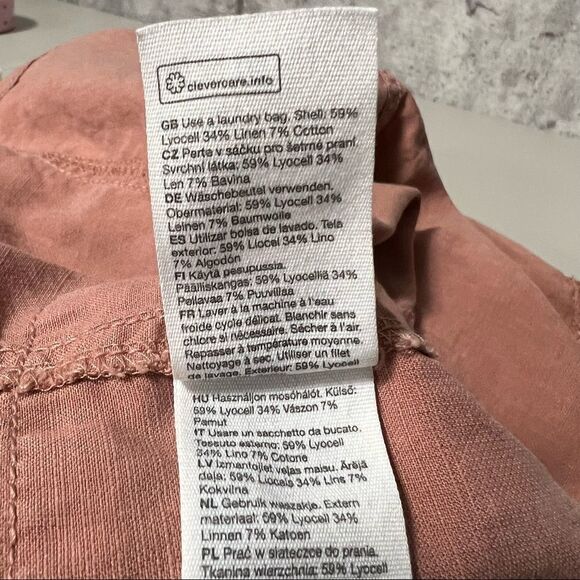 clevercare.info
GB Use a laundry bag. Shell: 59%
Lyocell 34% Linen 7% Cotton
CZ Perte v sáčku pro šetrné praní
Svrchní látka: 59% Lyocell 34%
Len 7% Bavlna
DE Wäschebeutel verwenden.
Obermaterial: 59% Lyocell 34%
Leinen 7% Baumwolle
ES Utilizar bolsa de lavado. Tela
exterior: 59% Liocel 34% Lino
7% Algodón
FI Käytä pesupussia.
Päälliskangas: 59% Lyocelliä 34%
Pellavaa 7% Puuvillaa
FR Laver à la machine à l'eau
froide cycle délicat. Blanchir sans
chlore si nécessaire. Sécher à l'air.
Repasser à température moyenne.
Nettoyage à sec. Utiliser un filet
de lavage. Extérieur: 59% Lyocell
HU Használjon mosóhálót. Külső:
59% Lyocell 34% Vászon 7%
Pamut
IT Usare un sacchetto da bucato.
Tessuto esterno: 59% Lyocell
34% Lino 7% Cotone
LV Izmantojiet veļas maisu. Ārējā
daļa: 59% Liocels 34% Lins 7%
Kokvilna
NL Gebruik waszakje. Extern
materiaal: 59% Lyocell 34%
Linnen 7% Katoen
PL Prać w siateczce do prania.
Tkanina wierzchnia: 59% Lyocell